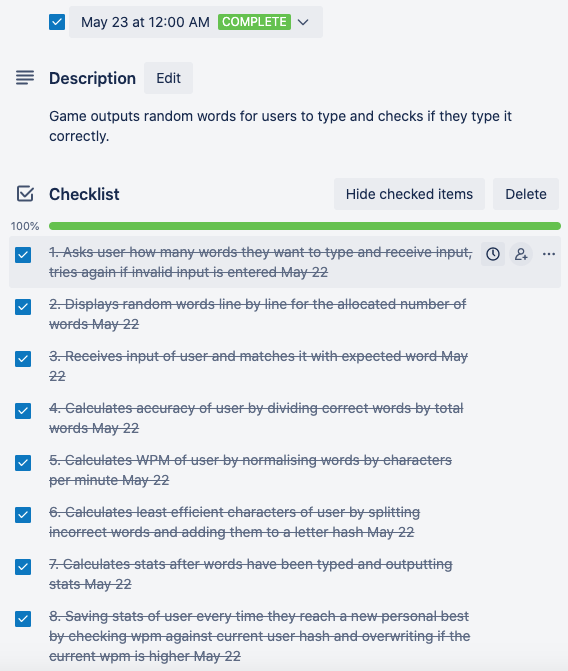 May 23 at 12:00 AM COMPLETE
Description Edit
Game outputs random words for users to type and checks if they type it
correctly.
Checklist Hide checked items Delete
100%
1. Asks user how many words they want to type and receive input,
tries again if invalid input is entered May 22
2. Displays random words line by line for the allocated number of
words May 22
3. Receives input of user and matches it with expected word May
22
4. Calculates accuracy of user by dividing correct words by total
words May 22
5. Calculates WPM of user by normalising words by characters
per minute May 22
6. Calculates least efficient characters of user by splitting
incorrect words and adding them to a letter hash May 22
7. Calculates stats after words have been typed and outputting
stats May 22
8. Saving stats of user every time they reach a new personal best
by checking wpm against current user hash and overwriting if the
current wpm is higher May 22